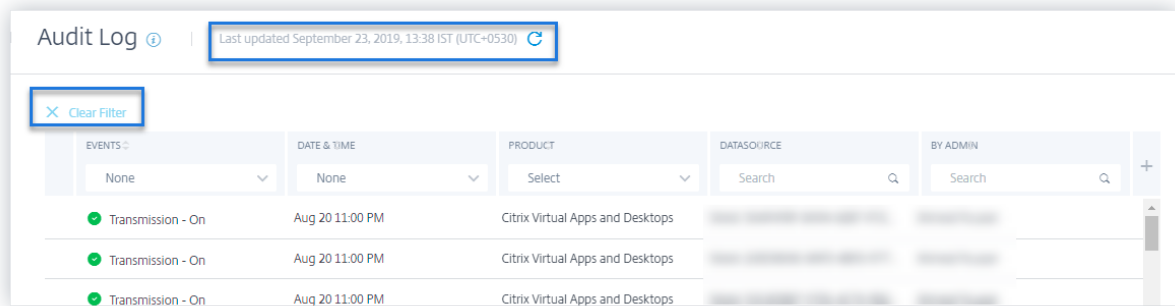 Audit Log
Last updated September 23, 2019, 13:38 IST (UTC+0530)
Clear Filter
EVENTS DATE & TIME PRODUCT DATASOURCE BY ADMIN
None None Select Search Search
Transmission - On Aug 20 11:00 PM Citrix Virtual Apps and Desktops
Transmission - On Aug 20 11:00 PM Citrix Virtual Apps and Desktops
Transmission - On Aug 20 11:00 PM Citrix Virtual Apps and Desktops